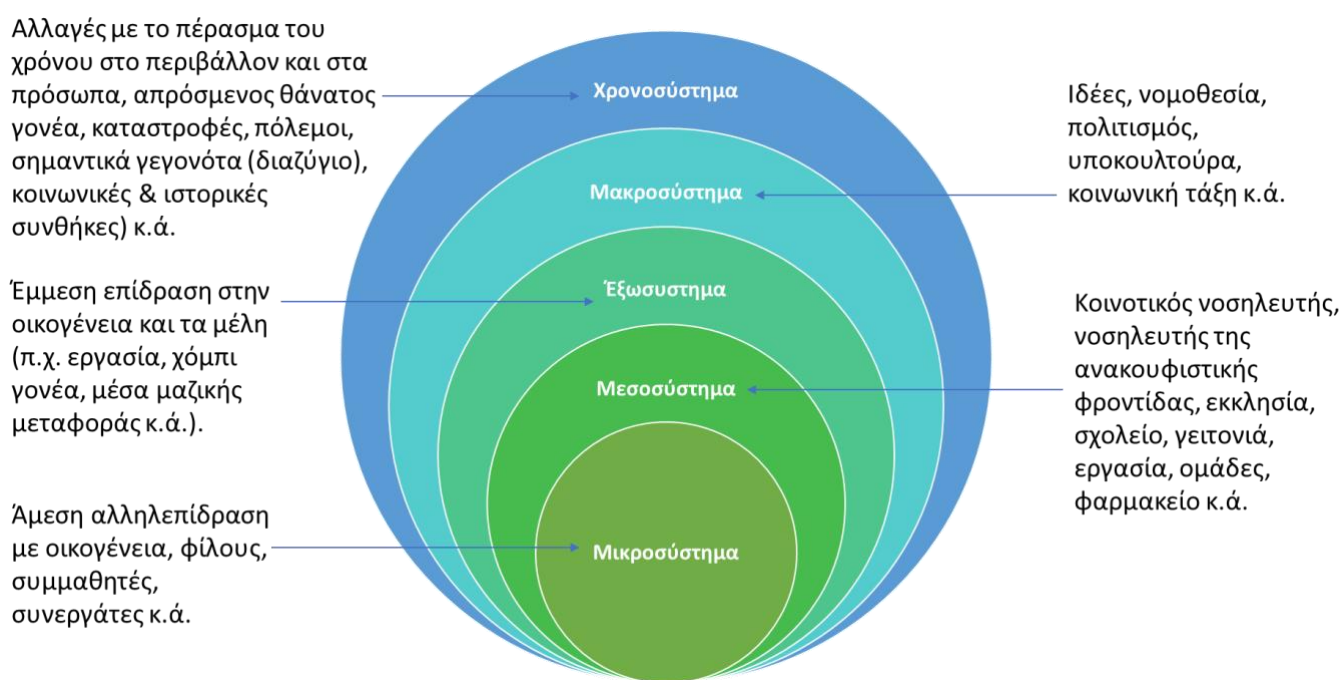 Αλλαγές με το πέρασμα του
χρόνου στο περιβάλλον και στα
πρόσωπα, απρόσμενος θάνατος
γονέα, καταστροφές, πόλεμοι,
σημαντικά γεγονότα (διαζύγιο),
κοινωνικές & ιστορικές
συνθήκες) κ.ά.
Έμμεση επίδραση στην
οικογένεια και τα μέλη
(π.χ. εργασία, χόμπι
γονέα, μέσα μαζικής
μεταφοράς κ.ά.).
Άμεση αλληλεπίδραση
με οικογένεια, φίλους,
συμμαθητές,
συνεργάτες κ.ά.
Χρονοσύστημα
Μακροσύστημα
Έξωσυστημα
Μεσοσύστημα
Μικροσύστημα
Ιδέες, νομοθεσία,
πολιτισμός,
υποκουλτούρα,
κοινωνική τάξη κ.ά.
Κοινοτικός νοσηλευτής,
νοσηλευτής της
ανακουφιστικής
φροντίδας, εκκλησία,
σχολείο, γειτονιά,
εργασία, ομάδες,
φαρμακείο κ.ά.